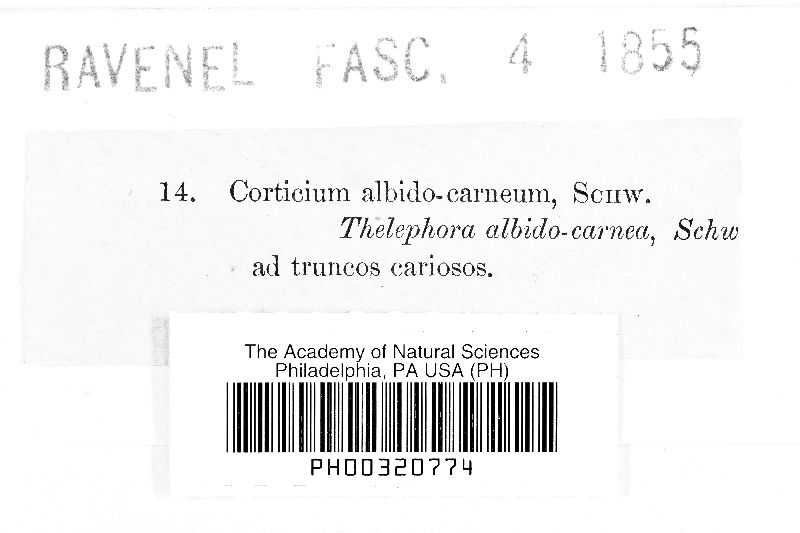 RAVENEL FASC. 4 1855
14. Corticium albido-carneum, Schw.
Thelephora albido-carnea, Schw
ad truncos cariosos.
The Academy of Natural Sciences
Philadelphia, PA USA (PH)
PH00320774